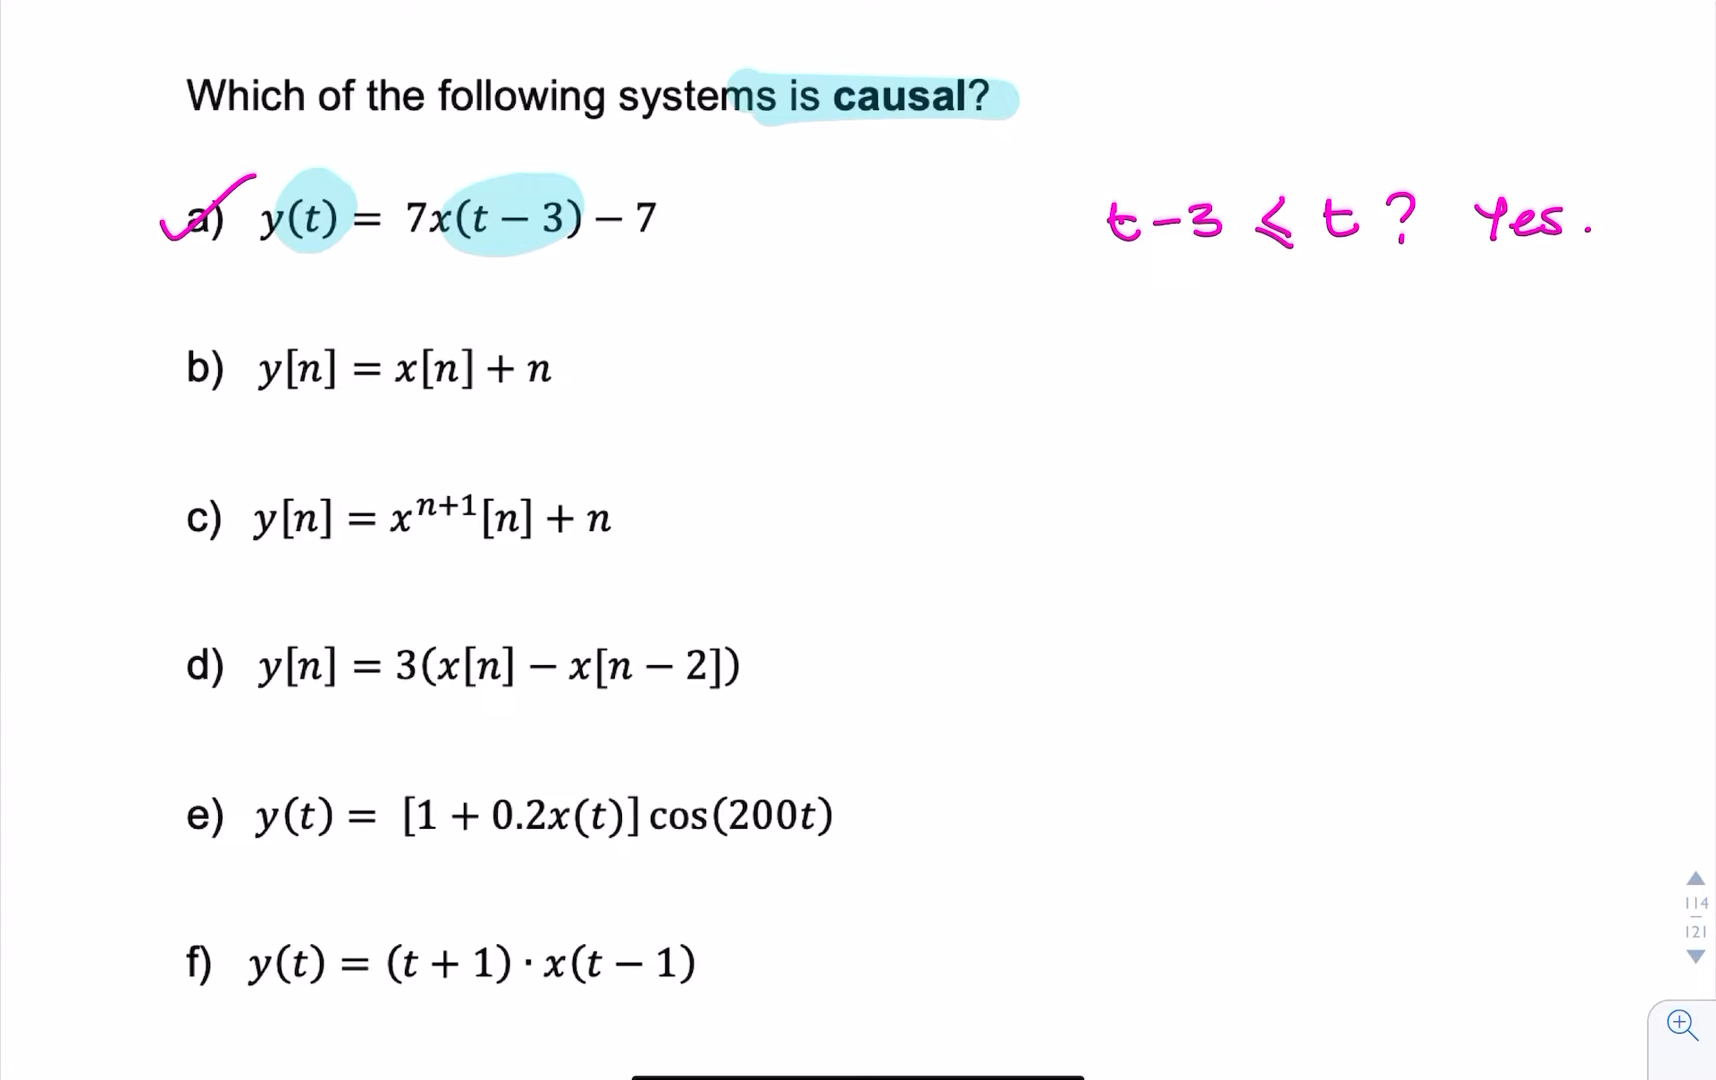 Which of the following systems is causal?
a) y(t) = 7x(t − 3) − 7
t−3 ⩽ t ? Yes.
b) y[n] = x[n] + n
c) y[n] = xⁿ⁺¹[n] + n
d) y[n] = 3(x[n] − x[n − 2])
e) y(t) = [1 + 0.2x(t)] cos(200t)
114
121
f) y(t) = (t + 1) · x(t − 1)